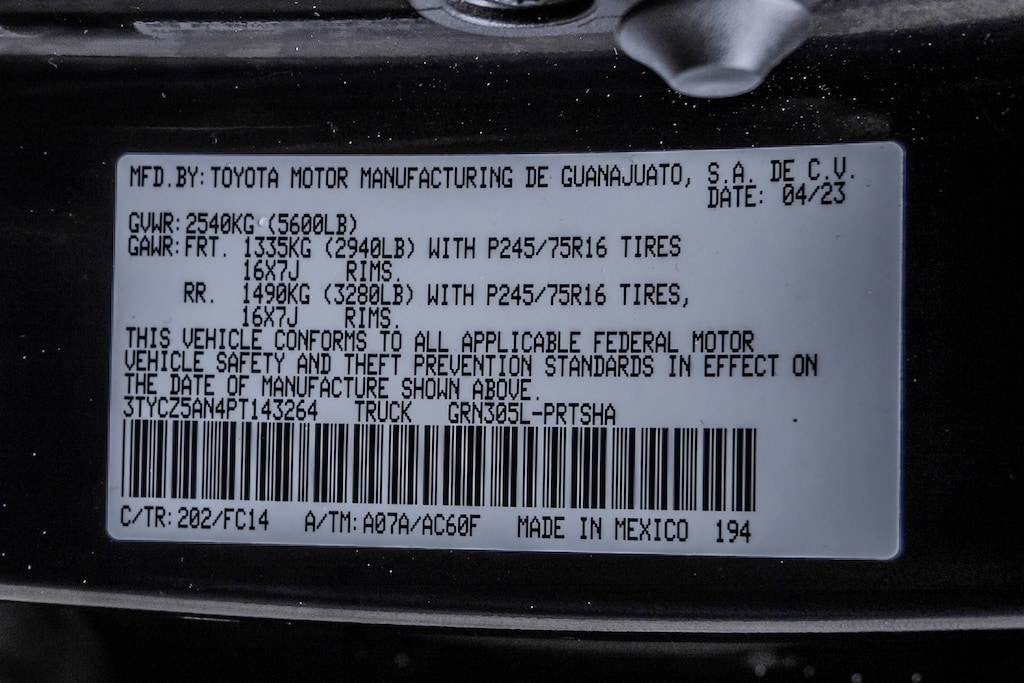 MFD.BY: TOYOTA MOTOR MANUFACTURING DE GUANAJUATO, S.A. DE C.V.
DATE: 04/23
GVWR: 2540KG (5600LB)
GAWR: FRT. 1335KG (2940LB) WITH P245/75R16 TIRES
16X7J RIMS.
RR. 1490KG (3280LB) WITH P245/75R16 TIRES,
16X7J RIMS.
THIS VEHICLE CONFORMS TO ALL APPLICABLE FEDERAL MOTOR
VEHICLE SAFETY AND THEFT PREVENTION STANDARDS IN EFFECT ON
THE DATE OF MANUFACTURE SHOWN ABOVE.
3TYCZ5AN4PT143264 TRUCK GRN305L-PRTSHA
C/TR: 202/FC14 A/TM: A07A/AC60F MADE IN MEXICO 194